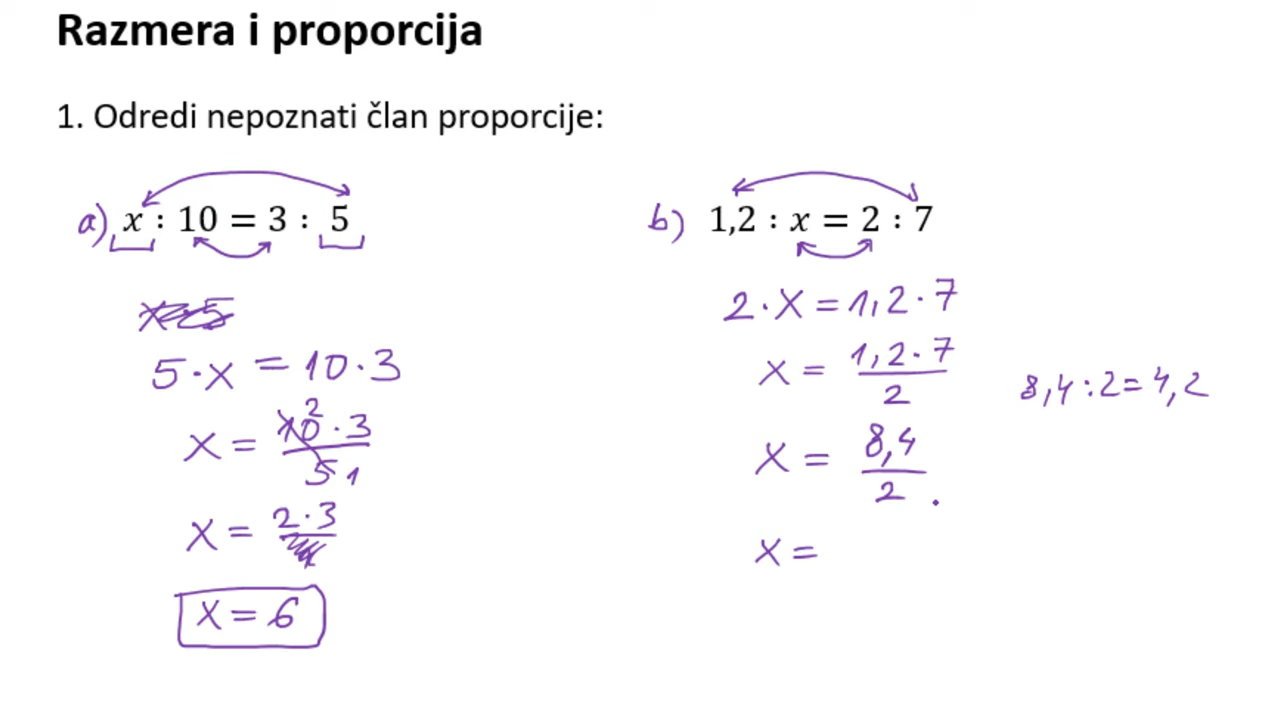 Razmera i proporcija
1. Odredi nepoznati član proporcije:
a) x : 10 = 3 : 5
5·x = 10·3
x = 10·3/5
2
1
x = 2·3
x = 6
b) 1,2 : x = 2 : 7
2·x = 1,2·7
x = 1,2·7/2
8,4:2=4,2
x = 8,4/2
x =